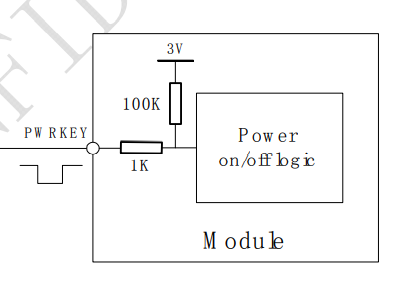 3V
100K
PWRKEY
1K
Power
on/off logic
Module